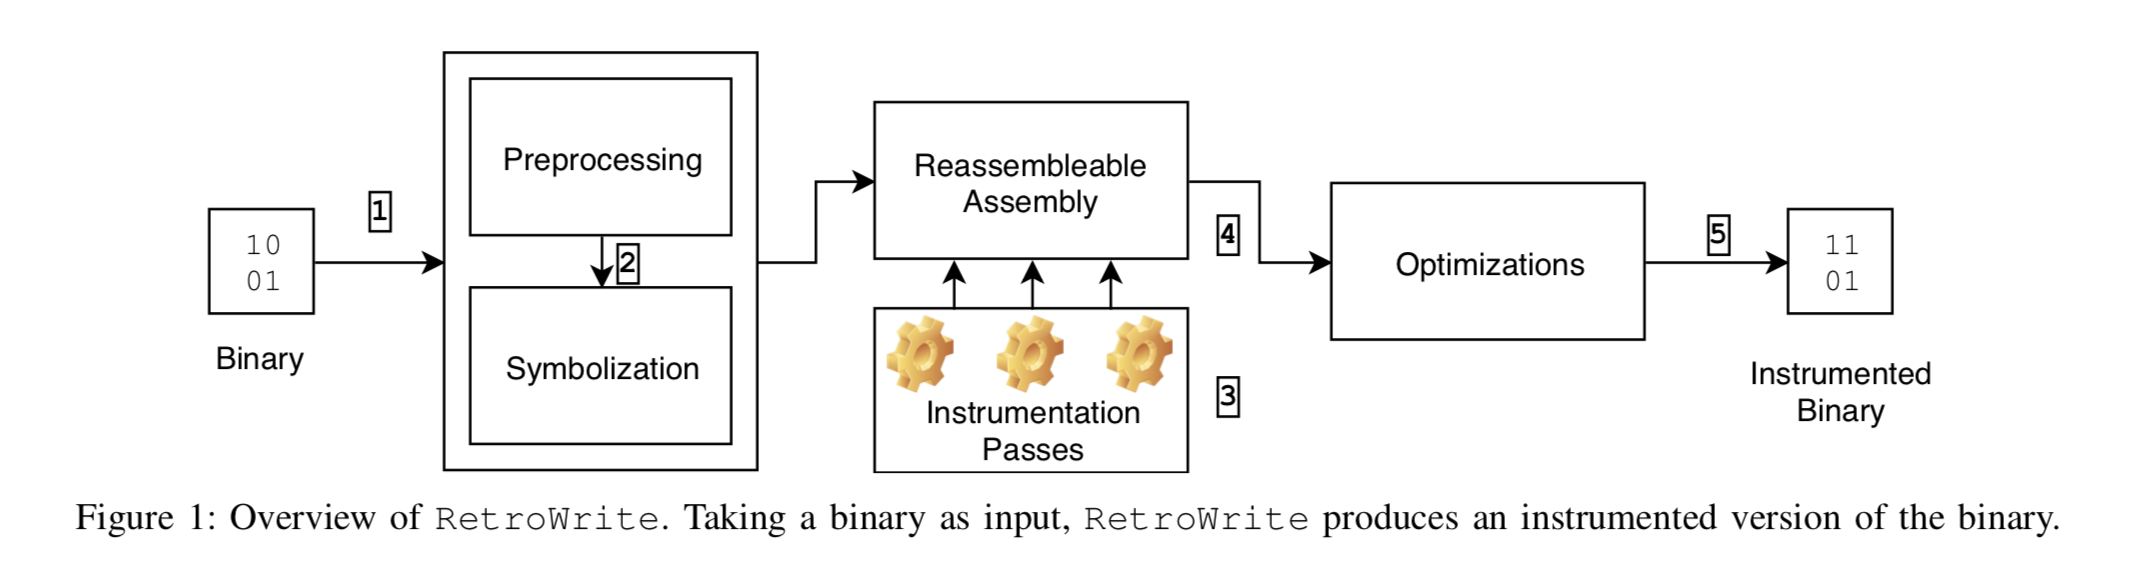 10
01
Binary
1
Preprocessing
2
Symbolization
Reassembleable
Assembly
Instrumentation
Passes
3
4
Optimizations
5
11
01
Instrumented
Binary
Figure 1: Overview of RetroWrite. Taking a binary as input, RetroWrite produces an instrumented version of the binary.